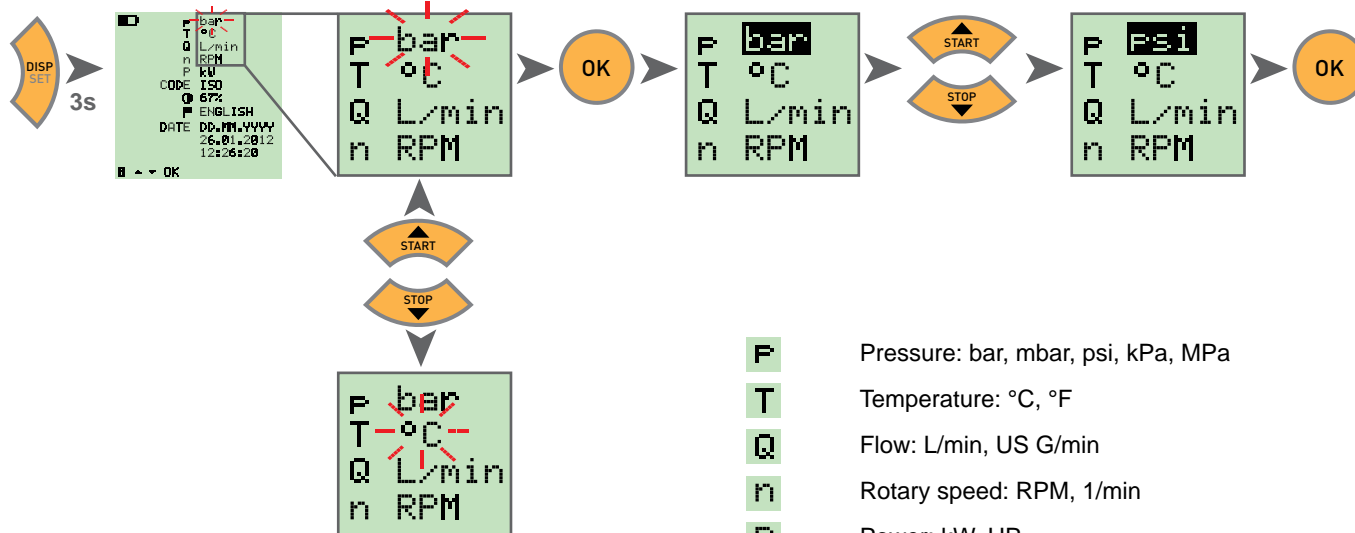 DISP
SET
3s
p bar
T °C
Q L/min
n RPM
P kW
CODE ISO
67%
ENGLISH
DATE DD.MM.YYYY
26.01.2012
12:26:20
OK
p bar
T °C
Q L/min
n RPM
OK
p bar
T °C
Q L/min
n RPM
START
STOP
p psi
T °C
Q L/min
n RPM
OK
START
STOP
p bar
T °C
Q L/min
n RPM
p Pressure: bar, mbar, psi, kPa, MPa
T Temperature: °C, °F
Q Flow: L/min, US G/min
n Rotary speed: RPM, 1/min